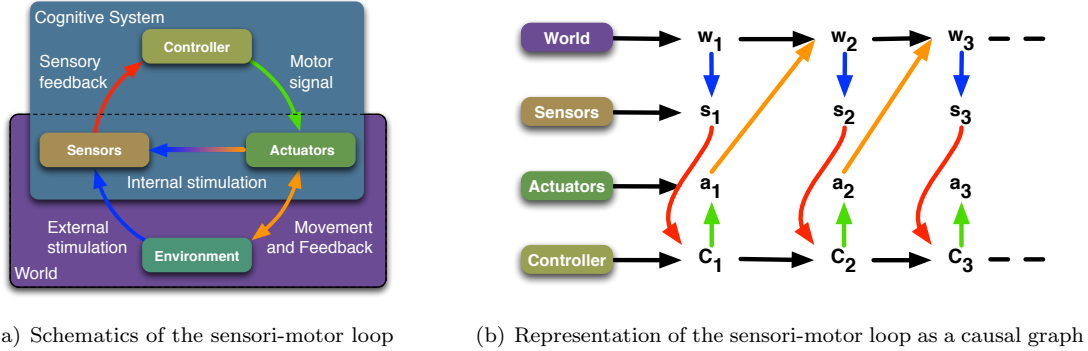 Cognitive System
Controller
Sensory
feedback
Motor
signal
Sensors
Actuators
Internal stimulation
External
stimulation
Movement
and Feedback
Environment
World
World
w1
w2
w3
Sensors
s1
s2
s3
Actuators
a1
a2
a3
Controller
C1
C2
C3
a) Schematics of the sensori-motor loop
(b) Representation of the sensori-motor loop as a causal graph